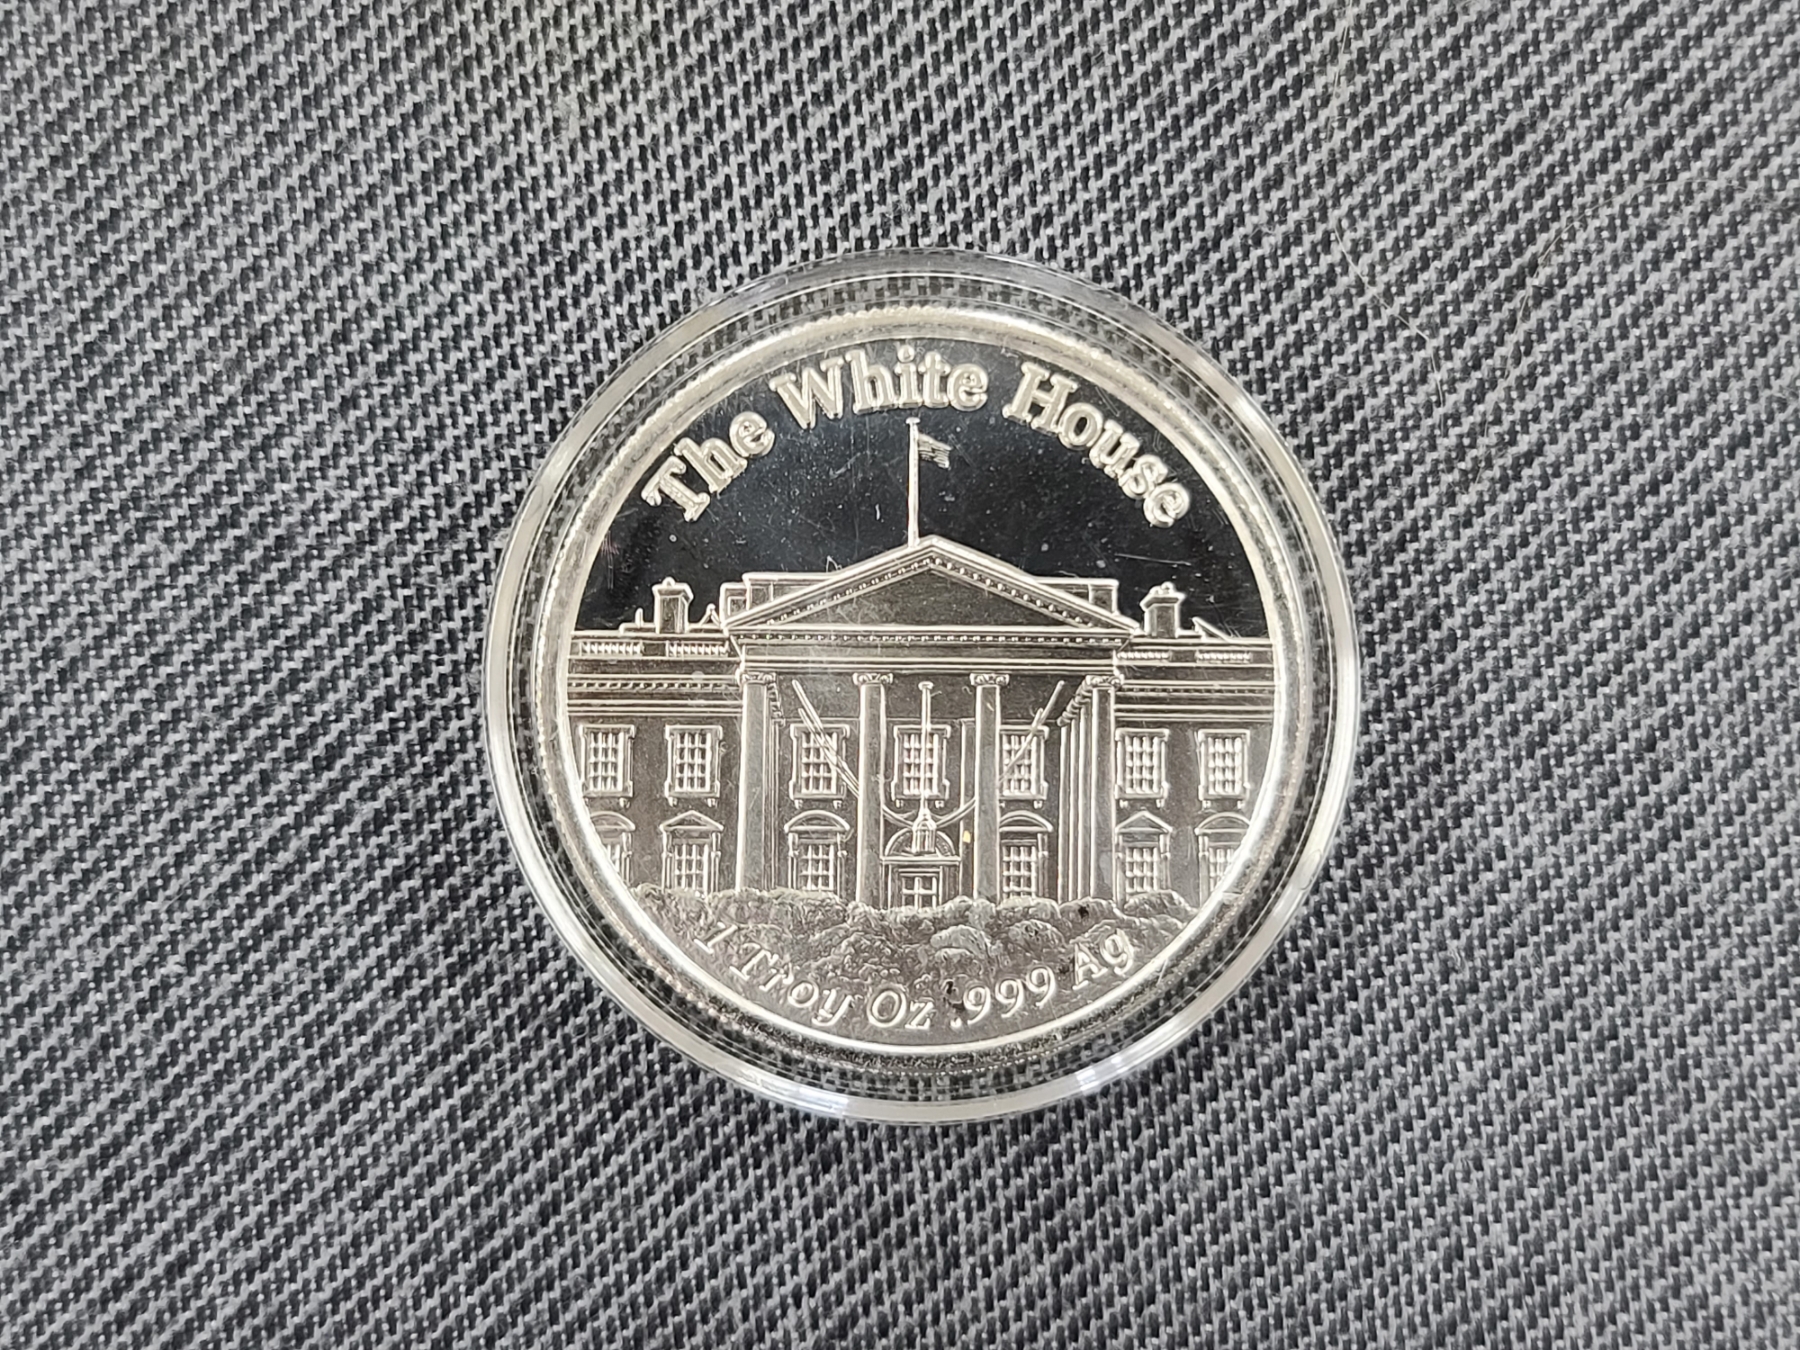 The White House
1 Troy Oz .999 Ag